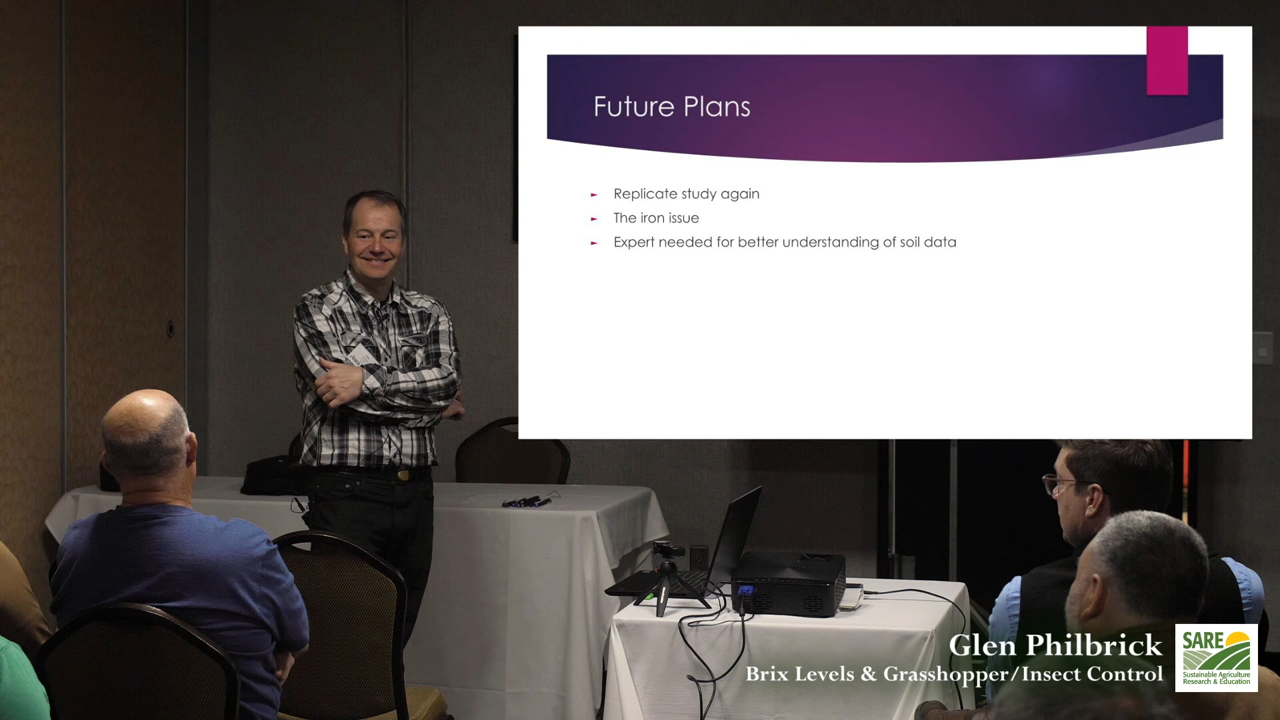 Future Plans
Replicate study again
The iron issue
Expert needed for better understanding of soil data
Glen Philbrick
Brix Levels & Grasshopper/Insect Control
SARE
Sustainable Agriculture
Research & Education